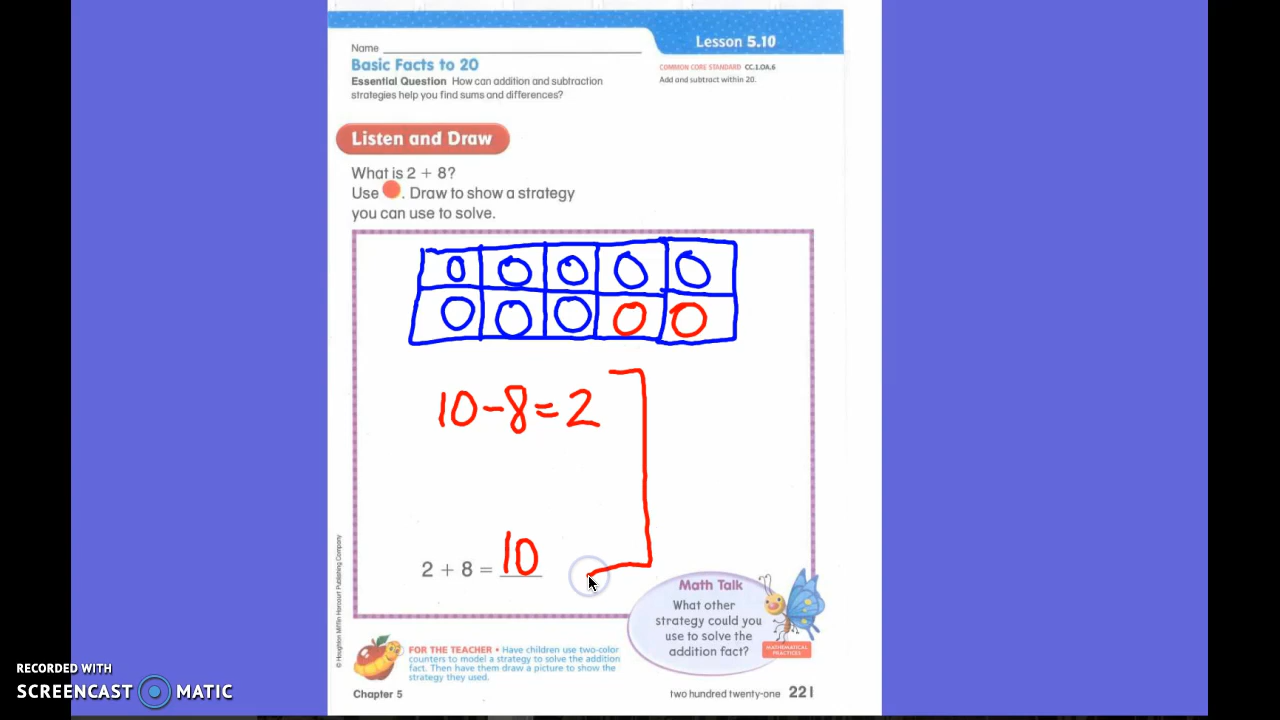 Lesson 5.10
Name
Basic Facts to 20
COMMON CORE STANDARD CC.1.OA.6
Add and subtract within 20.
Essential Question How can addition and subtraction
strategies help you find sums and differences?
Listen and Draw
What is 2 + 8?
Use . Draw to show a strategy
you can use to solve.
10-8=2
2 + 8 = 10
Math Talk
What other
strategy could you
use to solve the
addition fact?
MATHEMATICAL
PRACTICES
© Houghton Mifflin Harcourt Publishing Company
FOR THE TEACHER • Have children use two-color
counters to model a strategy to solve the addition
fact. Then have them draw a picture to show the
strategy they used.
Chapter 5
two hundred twenty-one 221
RECORDED WITH
SCREENCAST MATIC